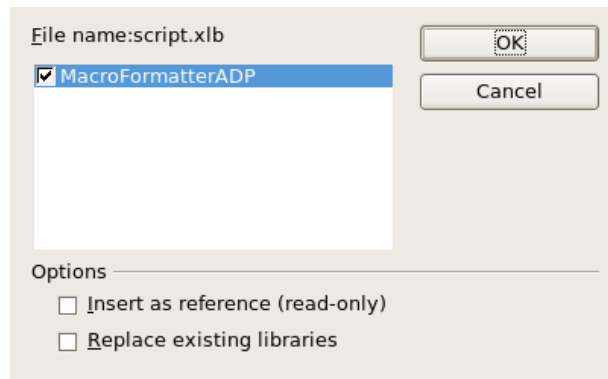 File name:script.xlb
OK
MacroFormatterADP
Cancel
Options
Insert as reference (read-only)
Replace existing libraries